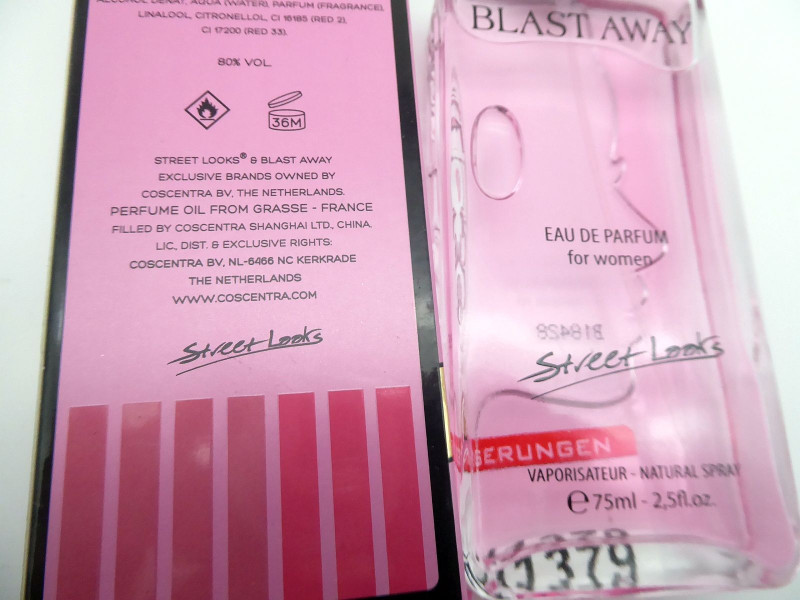 ALCOHOL DENAT, AQUA (WATER), PARFUM (FRAGRANCE),
LINALOOL, CITRONELLOL, CI 16185 (RED 2),
CI 17200 (RED 33).
80% VOL.
36M
STREET LOOKS® & BLAST AWAY
EXCLUSIVE BRANDS OWNED BY
COSCENTRA BV, THE NETHERLANDS.
PERFUME OIL FROM GRASSE - FRANCE
FILLED BY COSCENTRA SHANGHAI LTD., CHINA.
LIC., DIST. & EXCLUSIVE RIGHTS:
COSCENTRA BV, NL-6466 NC KERKRADE
THE NETHERLANDS
WWW.COSCENTRA.COM
Street Looks
BLAST AWAY
EAU DE PARFUM
for women
B18428
Street Looks
SERUNGEN
VAPORISATEUR - NATURAL SPRAY
℮ 75ml - 2,5fl.oz.
1379